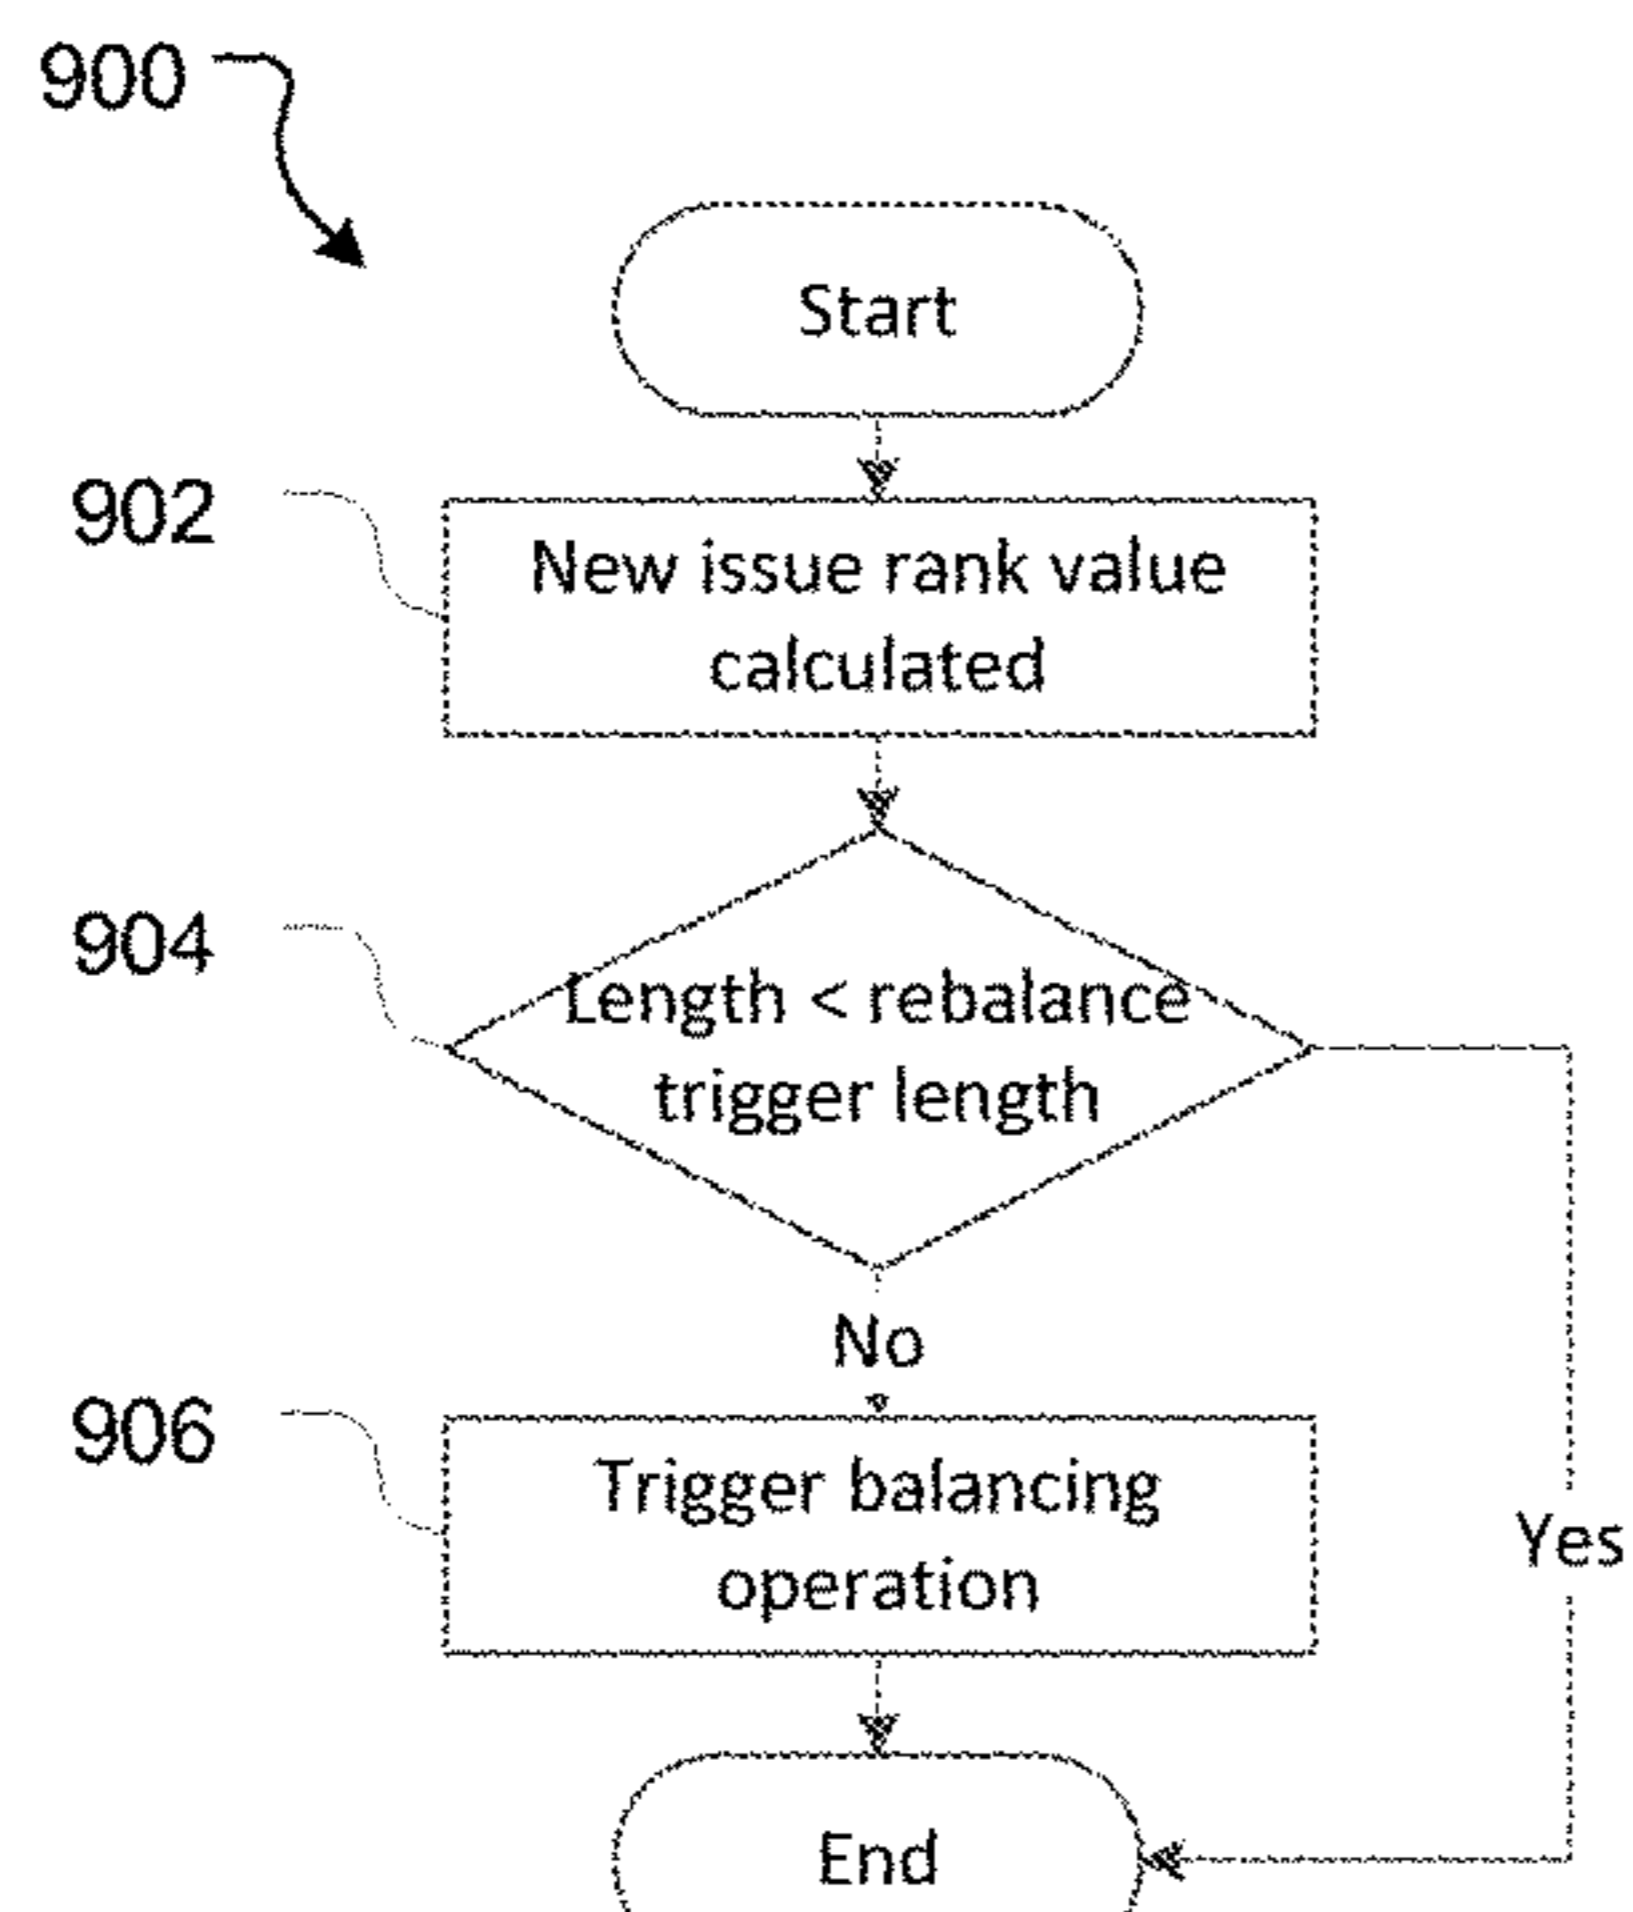 900
Start
902
New issue rank value
calculated
904
Length < rebalance
trigger length
No
906
Trigger balancing
operation
Yes
End